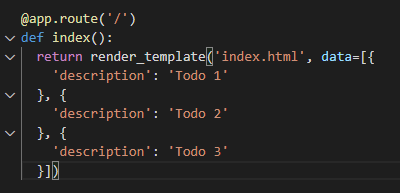 @app.route('/')
def index():
  return render_template('index.html', data=[{
    'description': 'Todo 1'
  }, {
    'description': 'Todo 2'
  }, {
    'description': 'Todo 3'
  }])